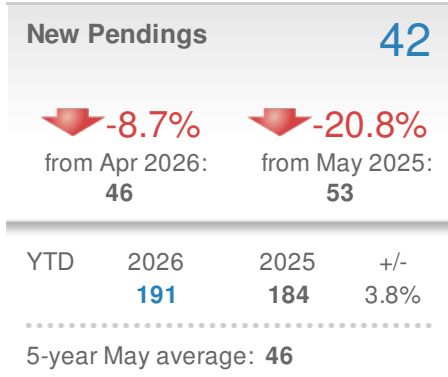 New Pendings 42
-8.7% -20.8%
from Apr 2026: from May 2025:
46 53
YTD 2026 2025 +/-
191 184 3.8%
5-year May average: 46